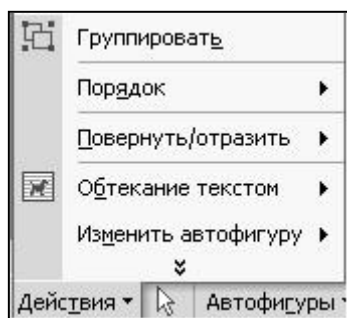 Группировать
Порядок
Повернуть/отразить
Обтекание текстом
Изменить автофигуру
Действия Автофигуры